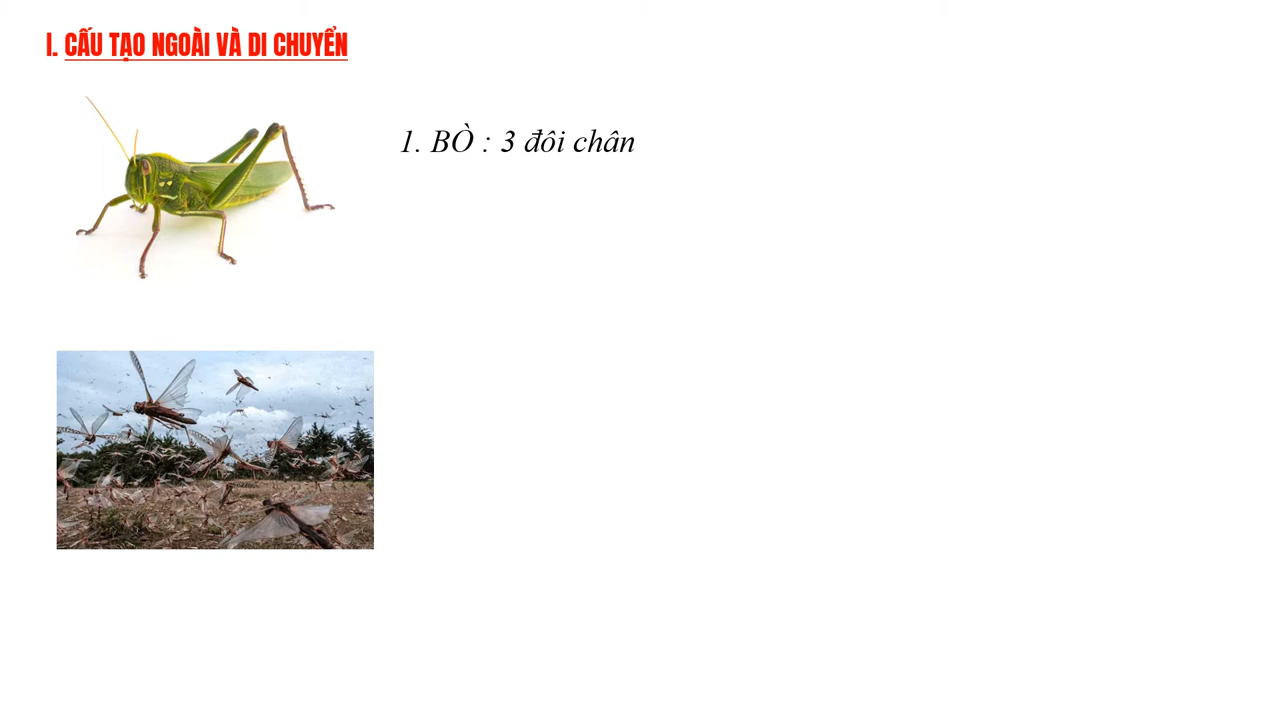 I. CẤU TẠO NGOÀI VÀ DI CHUYỂN
1. BÒ : 3 đôi chân